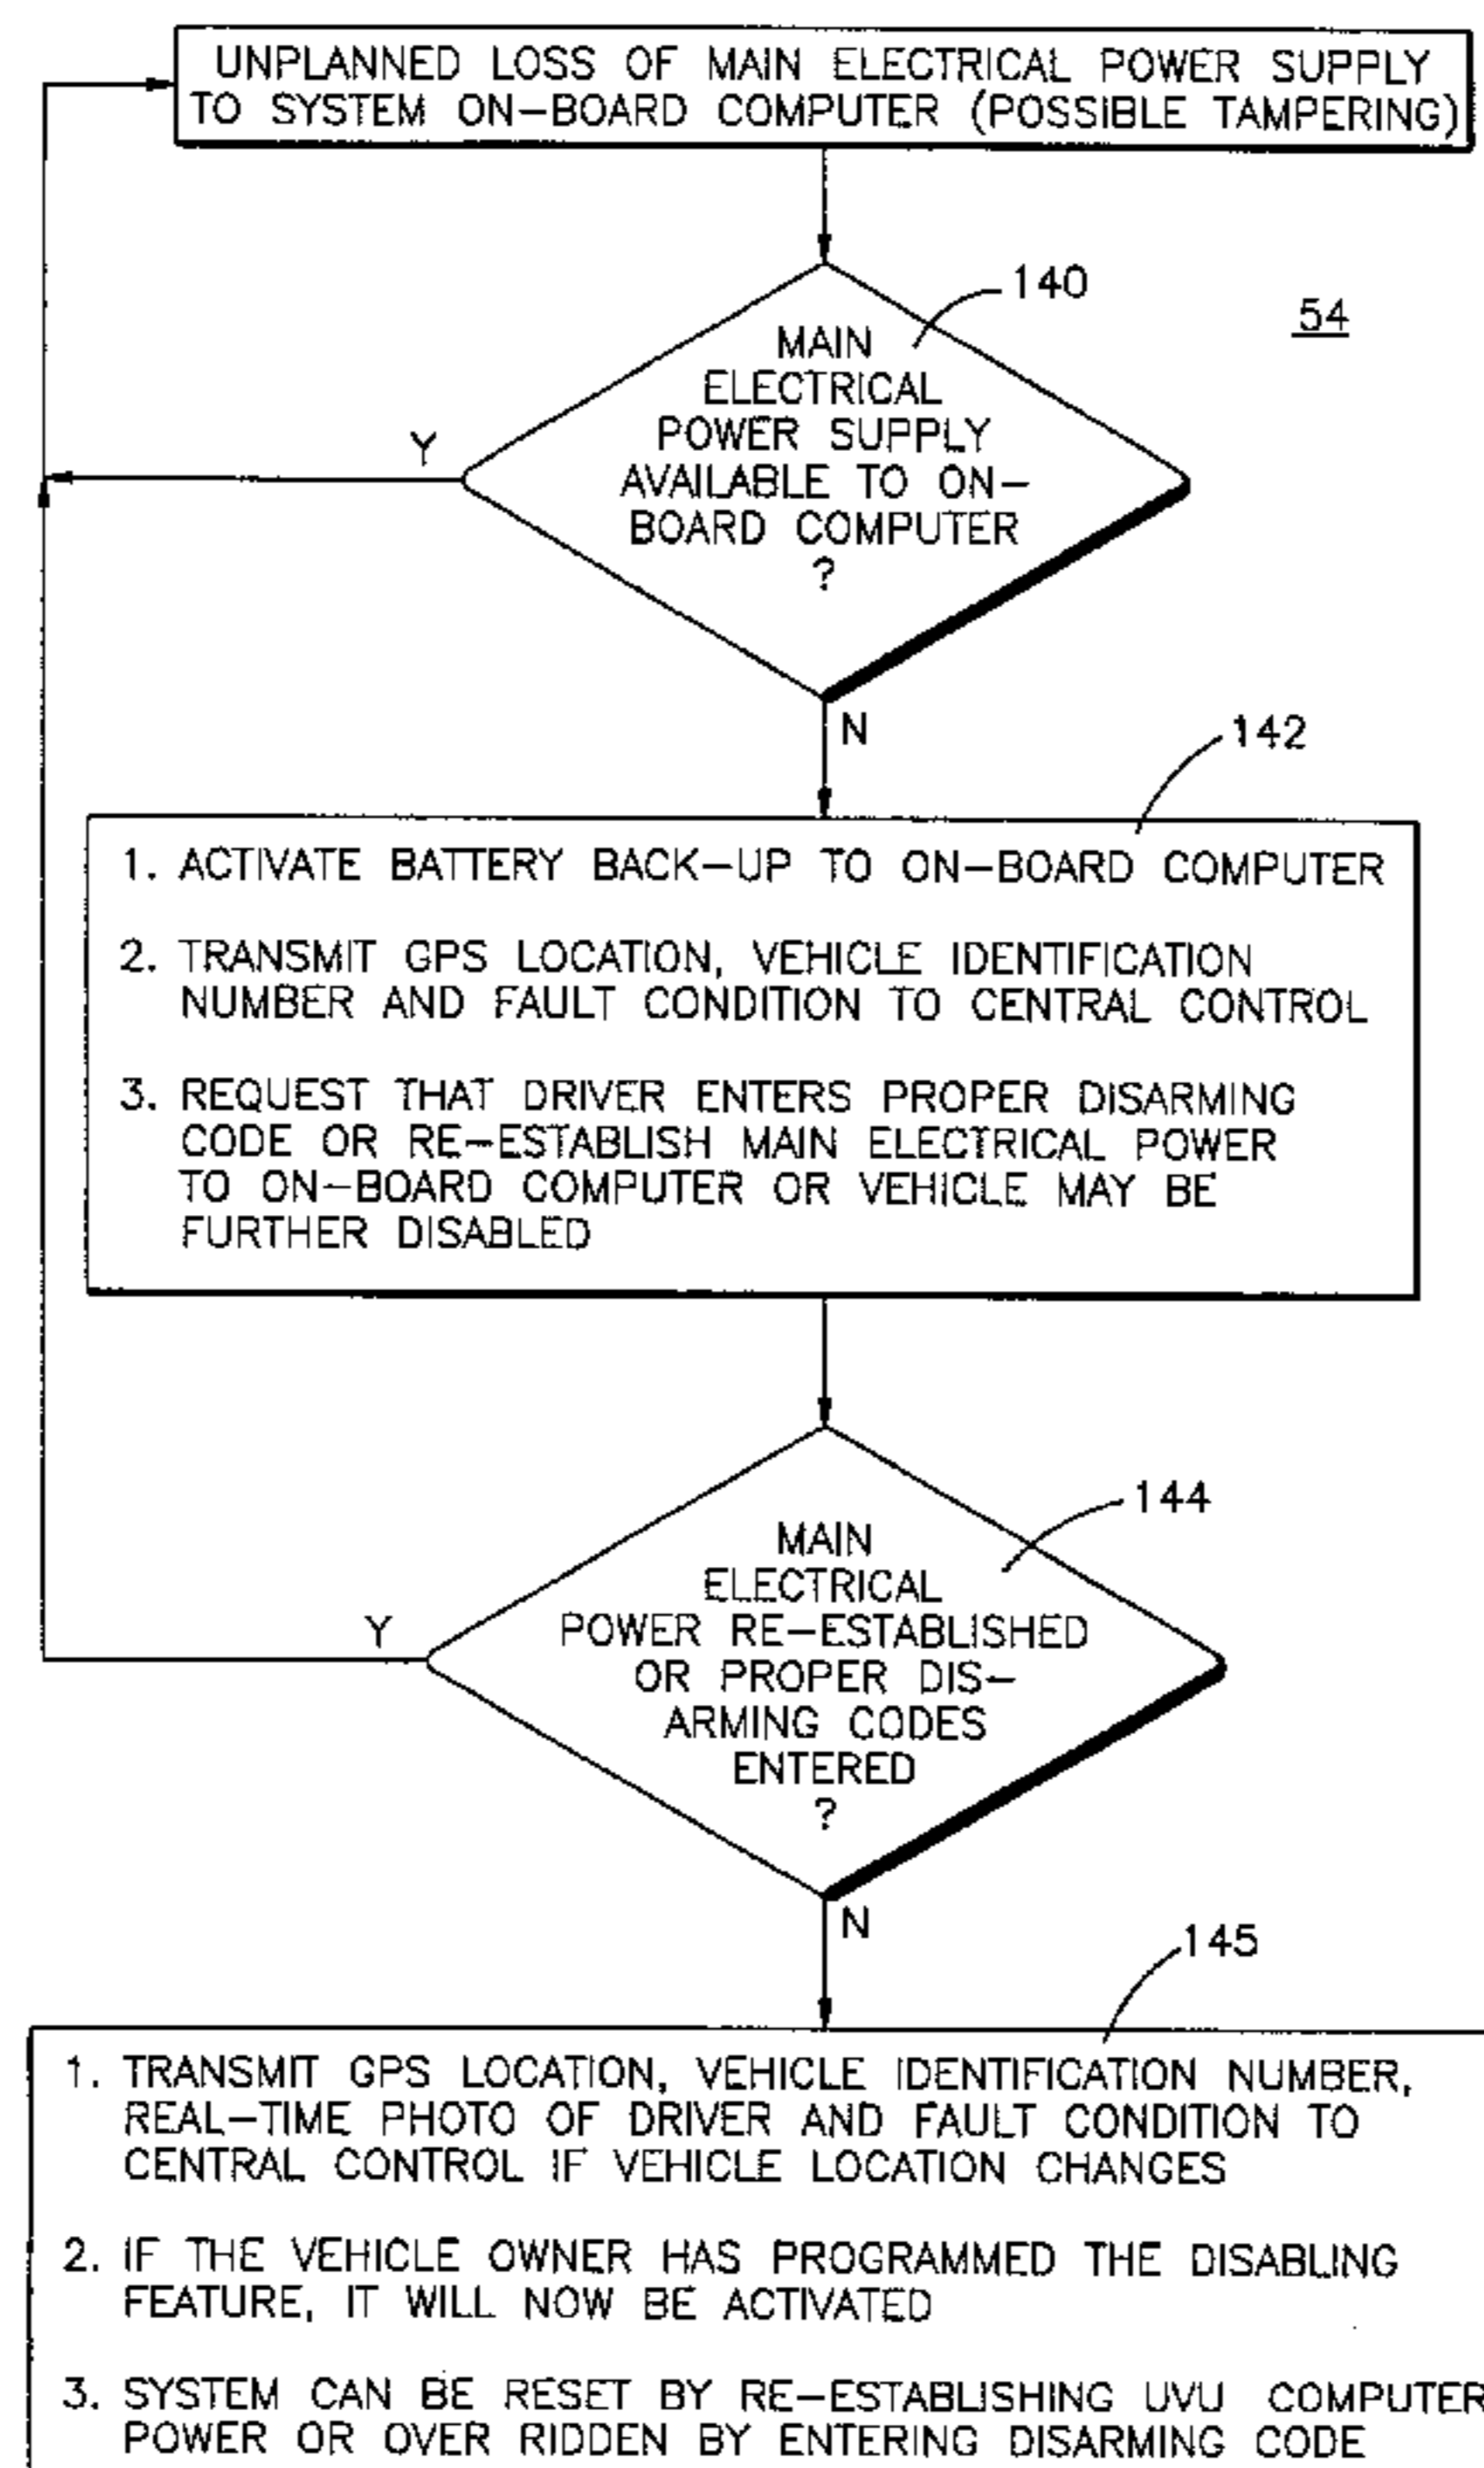 UNPLANNED LOSS OF MAIN ELECTRICAL POWER SUPPLY
TO SYSTEM ON-BOARD COMPUTER (POSSIBLE TAMPERING)
140
54
MAIN
ELECTRICAL
POWER SUPPLY
AVAILABLE TO ON-
BOARD COMPUTER
?
Y
N
142
1. ACTIVATE BATTERY BACK-UP TO ON-BOARD COMPUTER
2. TRANSMIT GPS LOCATION, VEHICLE IDENTIFICATION
NUMBER AND FAULT CONDITION TO CENTRAL CONTROL
3. REQUEST THAT DRIVER ENTERS PROPER DISARMING
CODE OR RE-ESTABLISH MAIN ELECTRICAL POWER
TO ON-BOARD COMPUTER OR VEHICLE MAY BE
FURTHER DISABLED
144
MAIN
ELECTRICAL
POWER RE-ESTABLISHED
OR PROPER DIS-
ARMING CODES
ENTERED
?
Y
N
145
1. TRANSMIT GPS LOCATION, VEHICLE IDENTIFICATION NUMBER,
REAL-TIME PHOTO OF DRIVER AND FAULT CONDITION TO
CENTRAL CONTROL IF VEHICLE LOCATION CHANGES
2. IF THE VEHICLE OWNER HAS PROGRAMMED THE DISABLING
FEATURE, IT WILL NOW BE ACTIVATED
3. SYSTEM CAN BE RESET BY RE-ESTABLISHING UVU COMPUTER
POWER OR OVER RIDDEN BY ENTERING DISARMING CODE